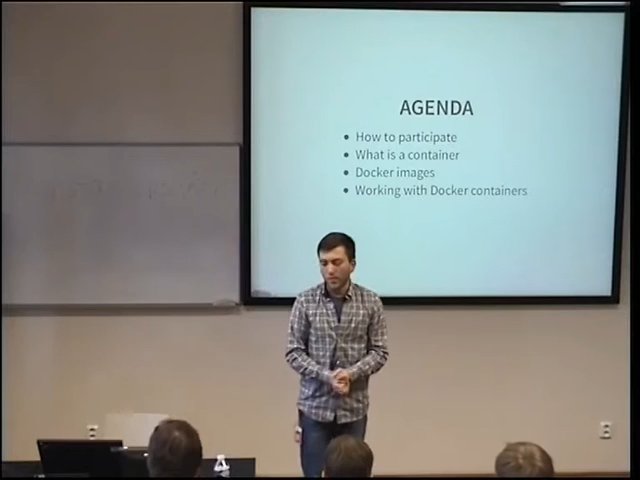 AGENDA
How to participate
What is a container
Docker images
Working with Docker containers